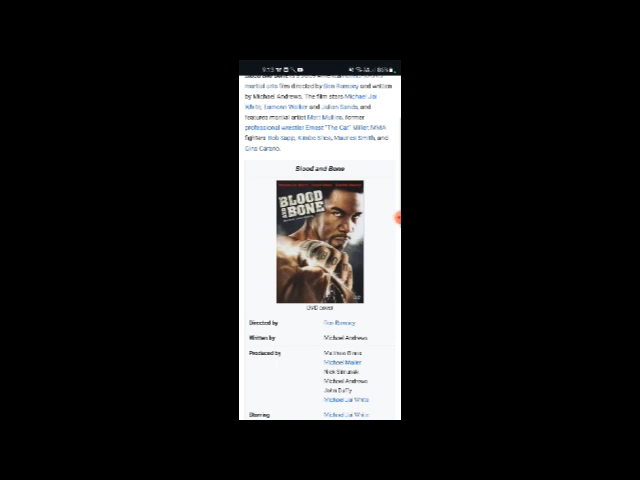 martial arts film directed by Ben Ramsey and written
by Michael Andrews. The film stars Michael Jai
White, Eamonn Walker and Julian Sands, and
features martial artist Matt Mullins, former
professional wrestler Ernest "The Cat" Miller, MMA
fighters Bob Sapp, Kimbo Slice, Maurice Smith, and
Gina Carano.
Blood and Bone
BLOOD
AND BONE
DVD cover
Directed by Ben Ramsey
Written by Michael Andrews
Produced by
Michael Mailer
Nick Simunek
Michael Andrews
John Duffy
Michael Jai White
Starring Michael Jai White